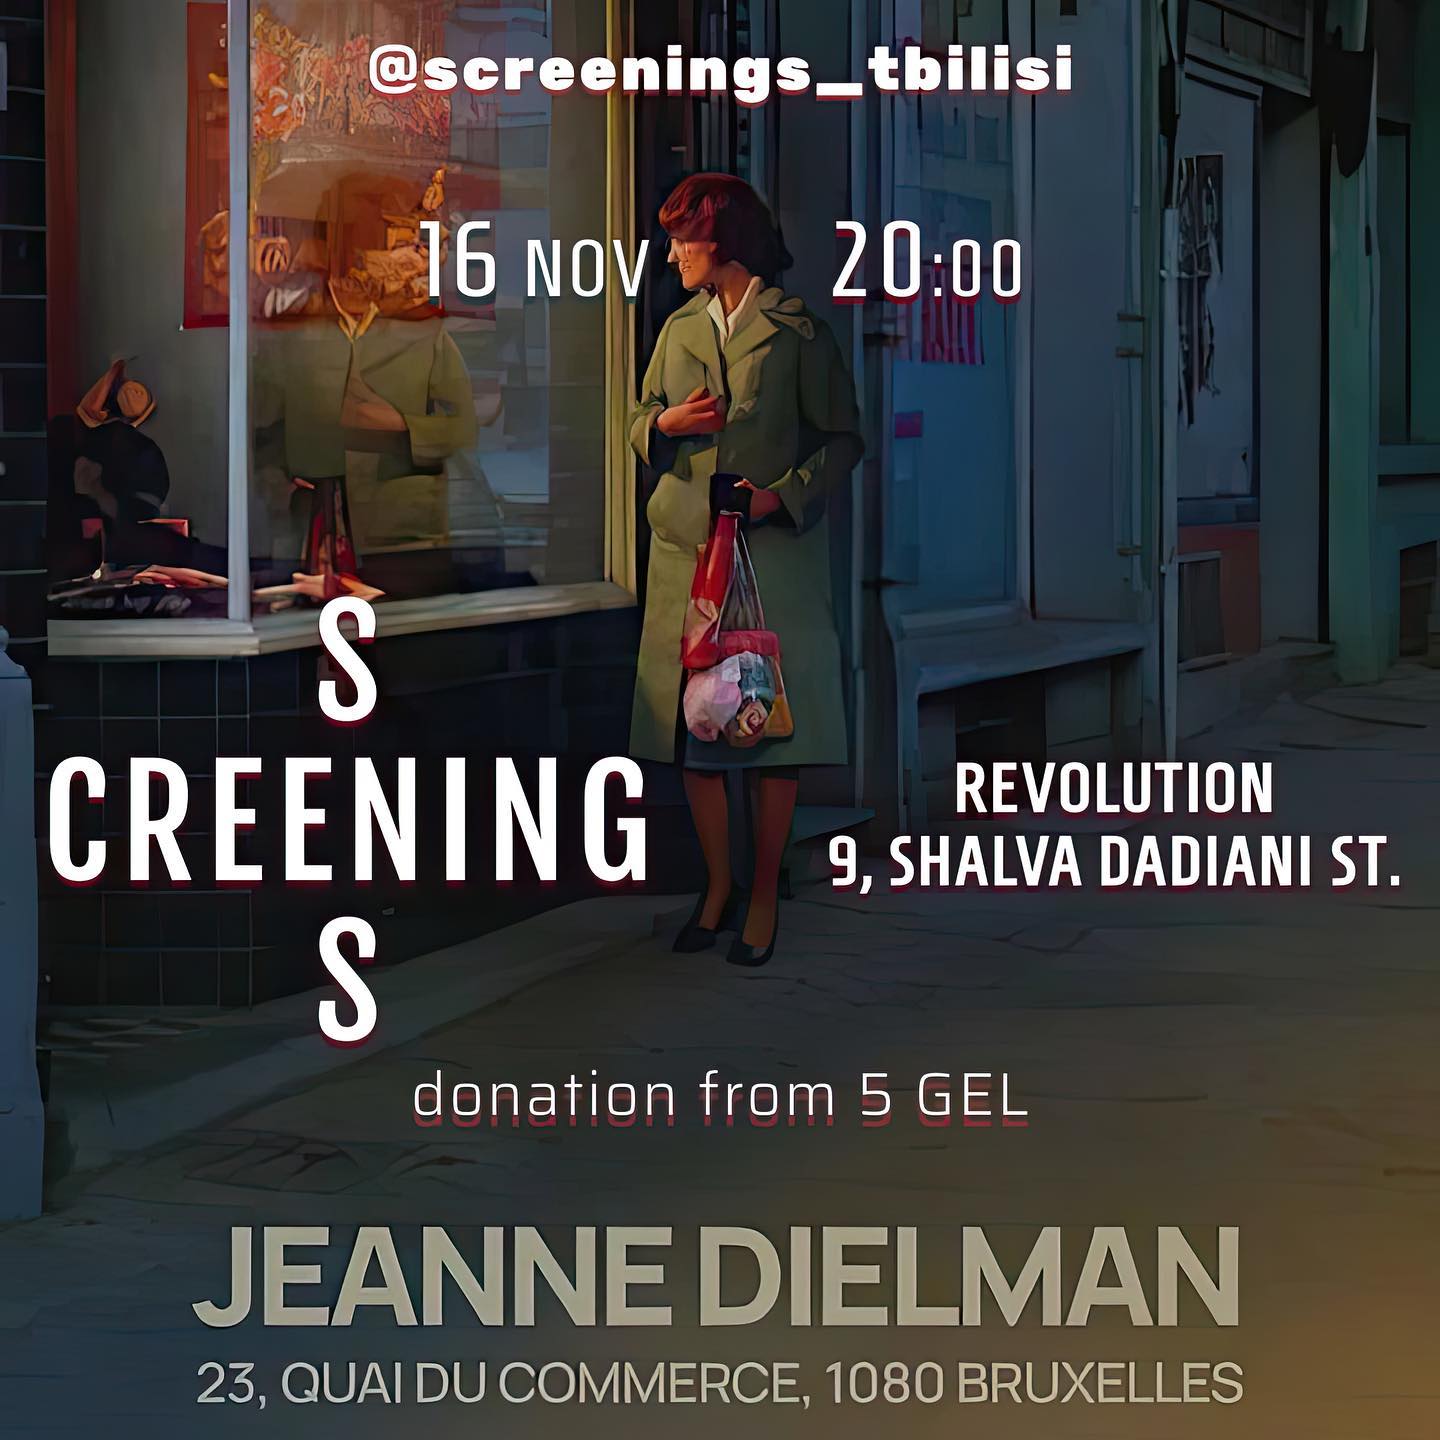 @screenings_tbilisi
16 NOV 20:00
S
CREENING
S
REVOLUTION
9, SHALVA DADIANI ST.
donation from 5 GEL
JEANNE DIELMAN
23, QUAI DU COMMERCE, 1080 BRUXELLES